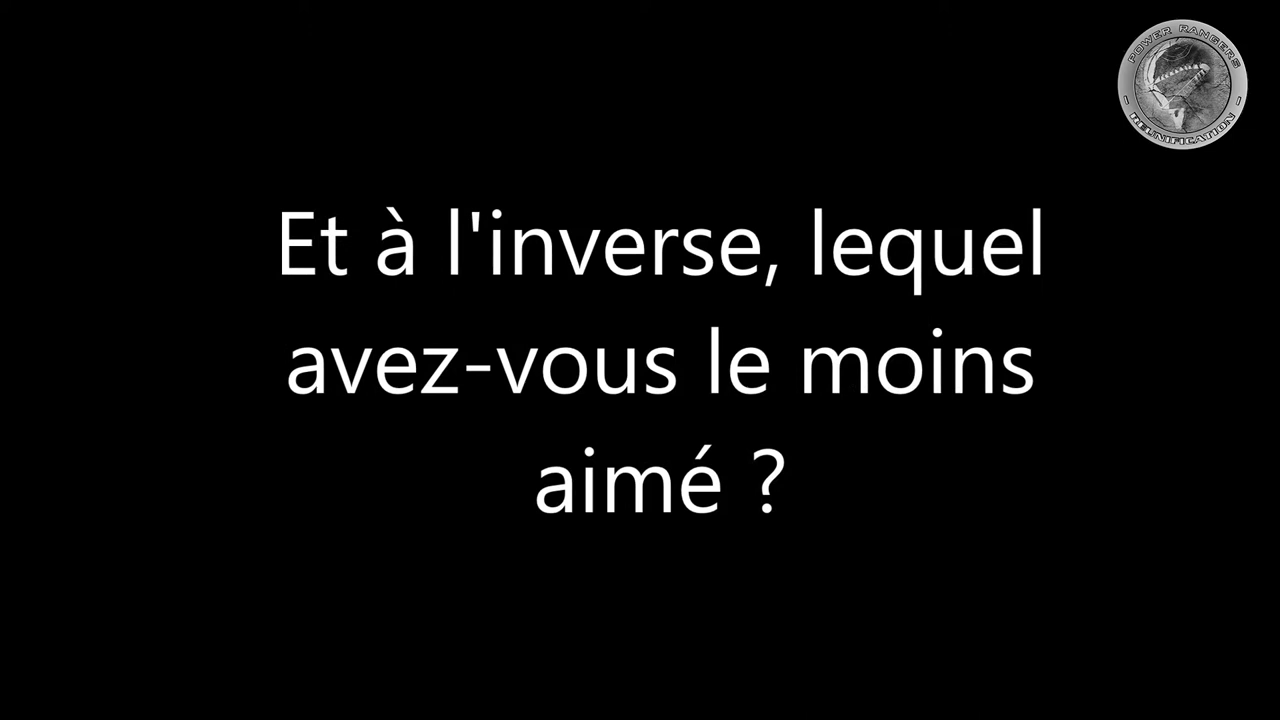 POWER RANGERS
- REUNIFICATION -
Et à l'inverse, lequel
avez-vous le moins
aimé ?